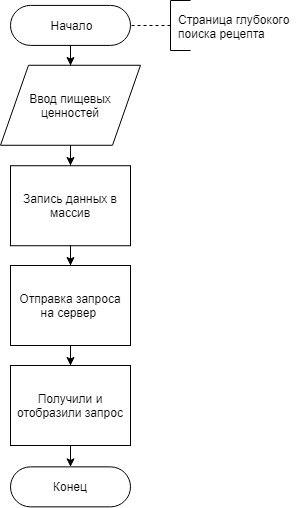 Начало
Страница глубокого
поиска рецепта
Ввод пищевых
ценностей
Запись данных в
массив
Отправка запроса
на сервер
Получили и
отобразили запрос
Конец